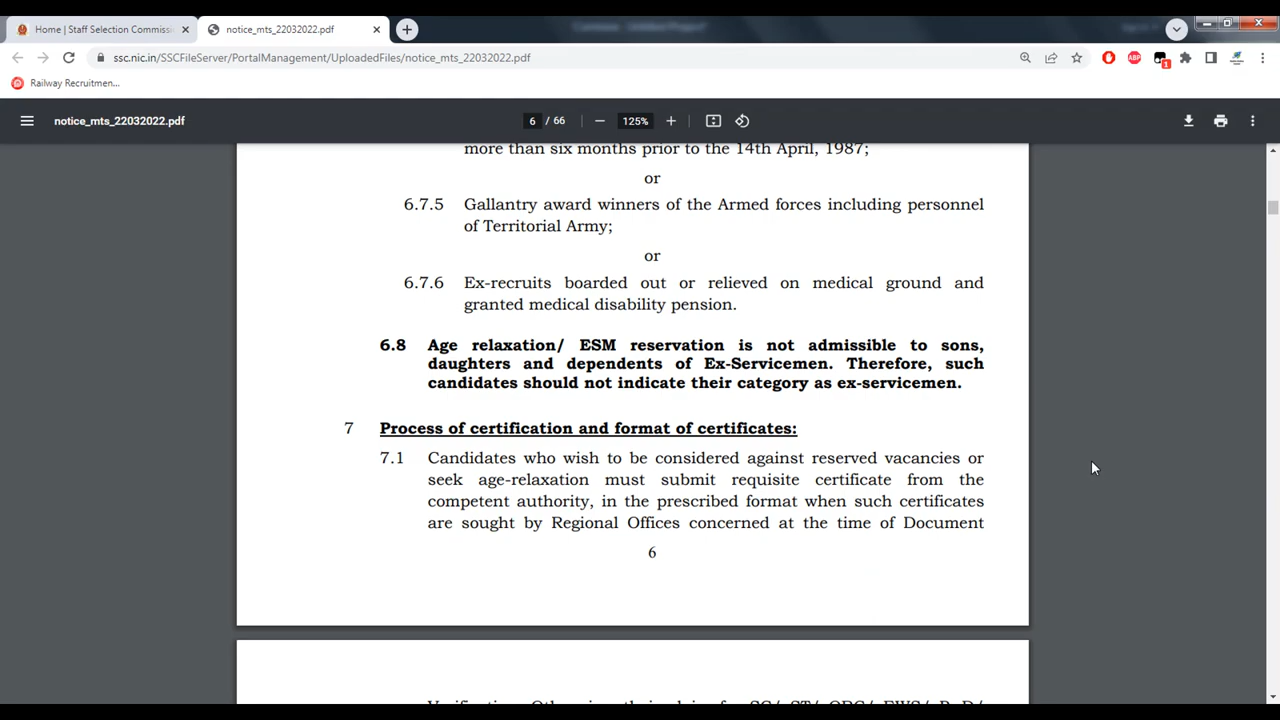 Home | Staff Selection Commissi
notice_mts_22032022.pdf
ssc.nic.in/SSCFileServer/PortalManagement/UploadedFiles/notice_mts_22032022.pdf
ABP
1
Railway Recruitmen...
notice_mts_22032022.pdf
6 / 66
125%
more than six months prior to the 14th April, 1987;
or
6.7.5 Gallantry award winners of the Armed forces including personnel
of Territorial Army;
or
6.7.6 Ex-recruits boarded out or relieved on medical ground and
granted medical disability pension.
6.8 Age relaxation/ ESM reservation is not admissible to sons,
daughters and dependents of Ex-Servicemen. Therefore, such
candidates should not indicate their category as ex-servicemen.
7 Process of certification and format of certificates:
7.1 Candidates who wish to be considered against reserved vacancies or
seek age-relaxation must submit requisite certificate from the
competent authority, in the prescribed format when such certificates
are sought by Regional Offices concerned at the time of Document
6